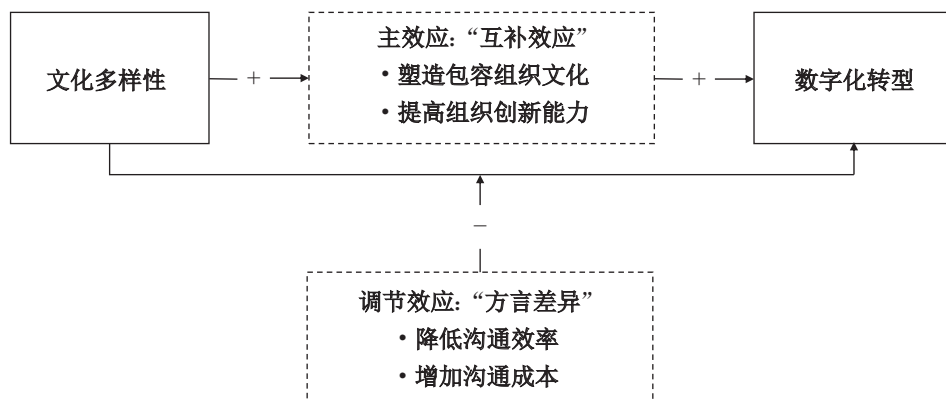 主效应：“互补效应”
文化多样性
+
• 塑造包容组织文化
+
数字化转型
• 提高组织创新能力
−
调节效应：“方言差异”
• 降低沟通效率
• 增加沟通成本